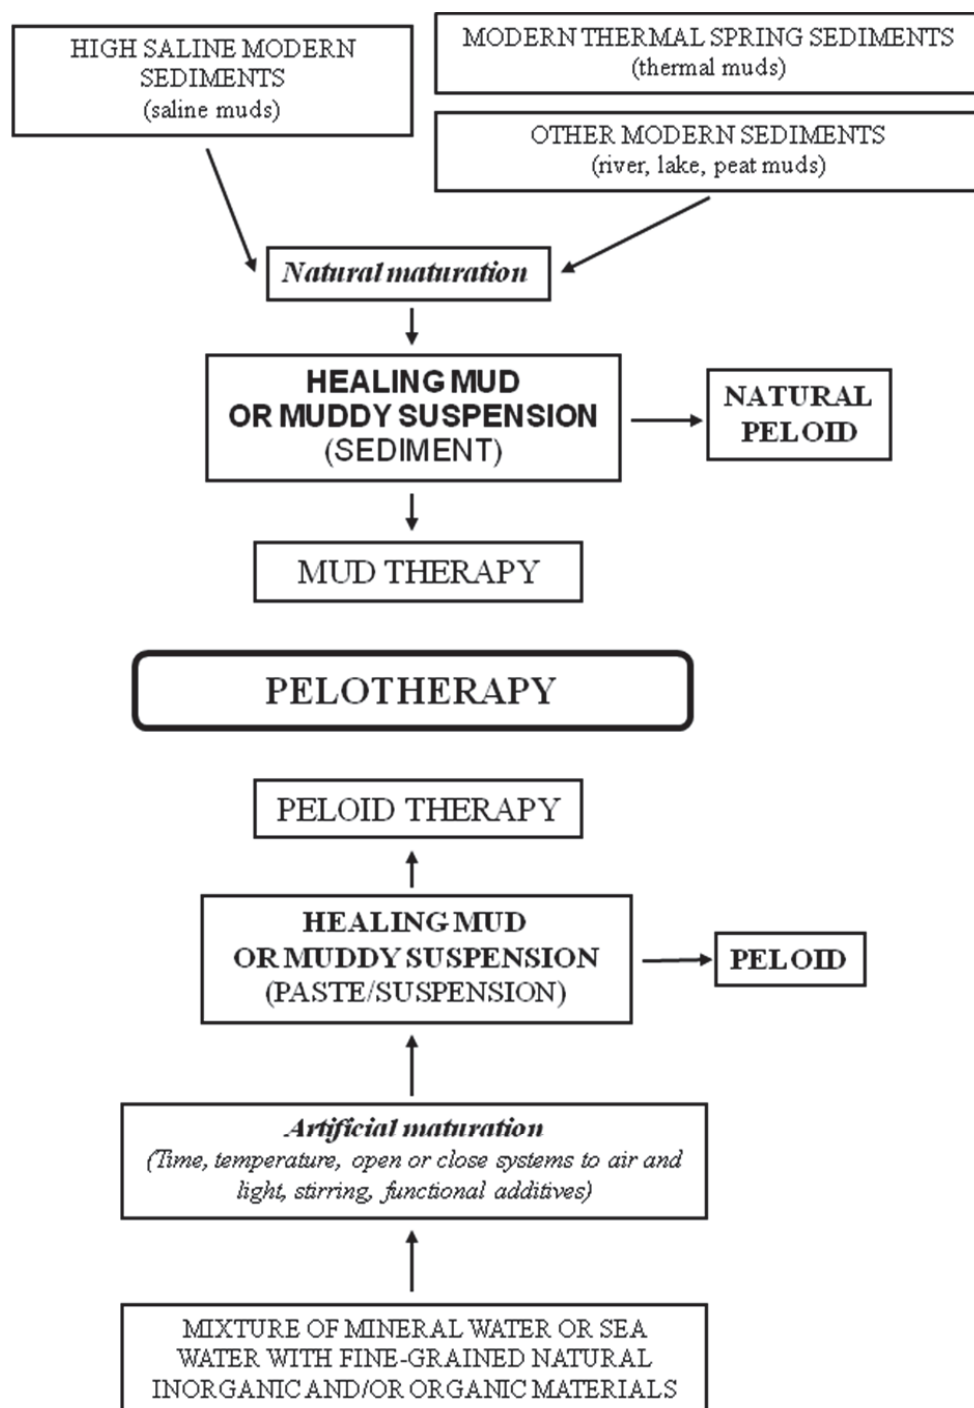 HIGH SALINE MODERN
SEDIMENTS
(saline muds)
MODERN THERMAL SPRING SEDIMENTS
(thermal muds)
OTHER MODERN SEDIMENTS
(river, lake, peat muds)
Natural maturation
HEALING MUD
OR MUDDY SUSPENSION
(SEDIMENT)
NATURAL
PELOID
MUD THERAPY
PELOTHERAPY
PELOID THERAPY
HEALING MUD
OR MUDDY SUSPENSION
(PASTE/SUSPENSION)
PELOID
Artificial maturation
(Time, temperature, open or close systems to air and
light, stirring, functional additives)
MIXTURE OF MINERAL WATER OR SEA
WATER WITH FINE-GRAINED NATURAL
INORGANIC AND/OR ORGANIC MATERIALS